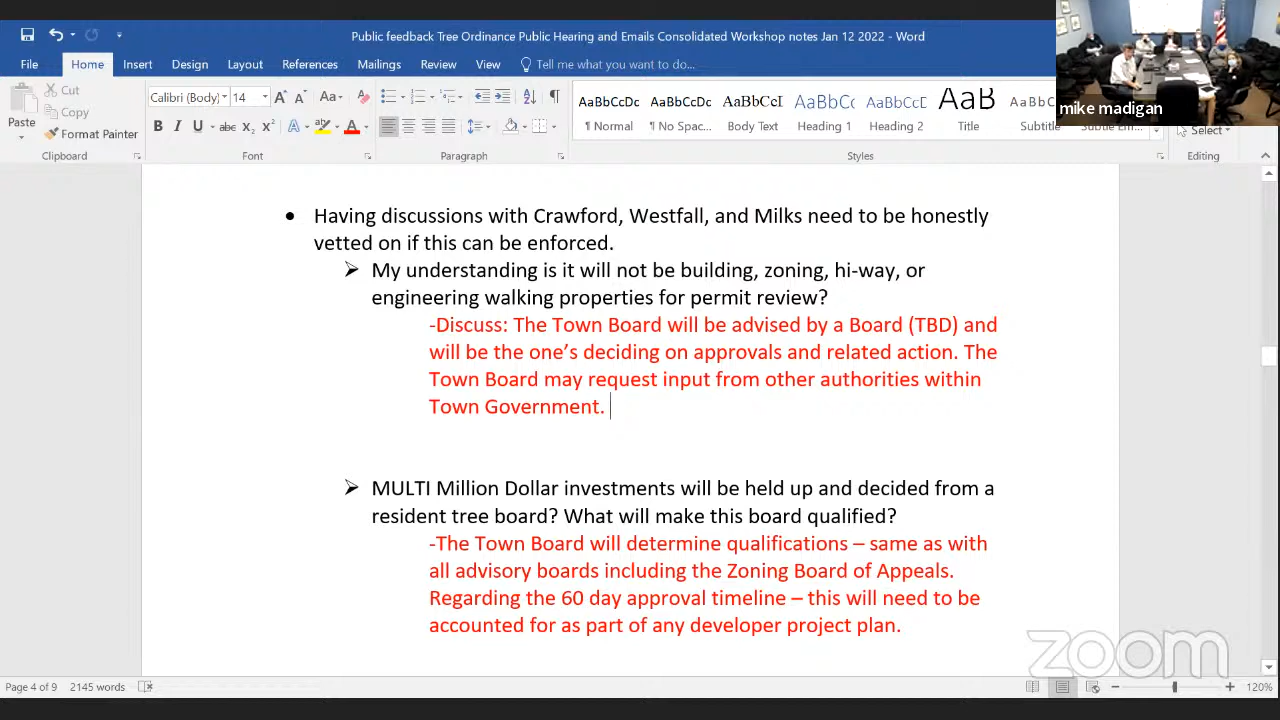 Public feedback Tree Ordinance Public Hearing and Emails Consolidated Workshop notes Jan 12 2022 - Word
mike madigan
File Home Insert Design Layout References Mailings Review View Tell me what you want to do...
Paste
Cut
Copy
Format Painter
Calibri (Body) 14
AaBbCcDc AaBbCcDc AaBbCcI AaBbCc AaBbCcDc AaB
¶ Normal ¶ No Spac... Body Text Heading 1 Heading 2 Title Subtitle Subtle Em...
Select
Clipboard Font Paragraph Styles Editing
• Having discussions with Crawford, Westfall, and Milks need to be honestly
vetted on if this can be enforced.
➢ My understanding is it will not be building, zoning, hi-way, or
engineering walking properties for permit review?
-Discuss: The Town Board will be advised by a Board (TBD) and
will be the one’s deciding on approvals and related action. The
Town Board may request input from other authorities within
Town Government.
➢ MULTI Million Dollar investments will be held up and decided from a
resident tree board? What will make this board qualified?
-The Town Board will determine qualifications – same as with
all advisory boards including the Zoning Board of Appeals.
Regarding the 60 day approval timeline – this will need to be
accounted for as part of any developer project plan.
zoom
Page 4 of 9 2145 words 120%